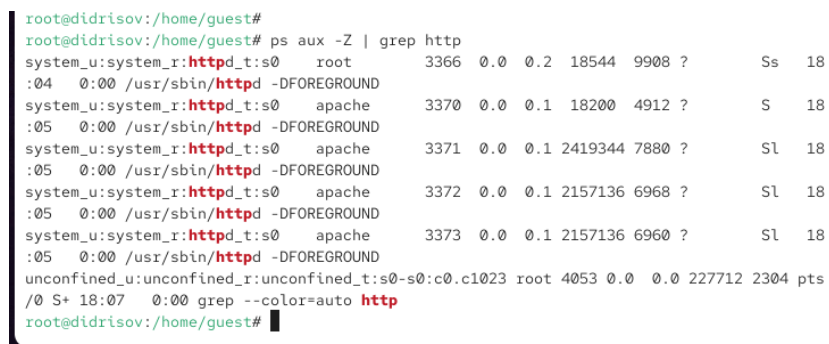 root@didrisov:/home/guest#
root@didrisov:/home/guest# ps aux -Z | grep http
system_u:system_r:httpd_t:s0    root        3366  0.0  0.2  18544  9908 ?        Ss   18
:04   0:00 /usr/sbin/httpd -DFOREGROUND
system_u:system_r:httpd_t:s0    apache      3370  0.0  0.1  18200  4912 ?        S    18
:05   0:00 /usr/sbin/httpd -DFOREGROUND
system_u:system_r:httpd_t:s0    apache      3371  0.0  0.1 2419344 7880 ?        Sl   18
:05   0:00 /usr/sbin/httpd -DFOREGROUND
system_u:system_r:httpd_t:s0    apache      3372  0.0  0.1 2157136 6968 ?        Sl   18
:05   0:00 /usr/sbin/httpd -DFOREGROUND
system_u:system_r:httpd_t:s0    apache      3373  0.0  0.1 2157136 6960 ?        Sl   18
:05   0:00 /usr/sbin/httpd -DFOREGROUND
unconfined_u:unconfined_r:unconfined_t:s0-s0:c0.c1023 root 4053 0.0  0.0 227712 2304 pts
/0 S+ 18:07   0:00 grep --color=auto http
root@didrisov:/home/guest#